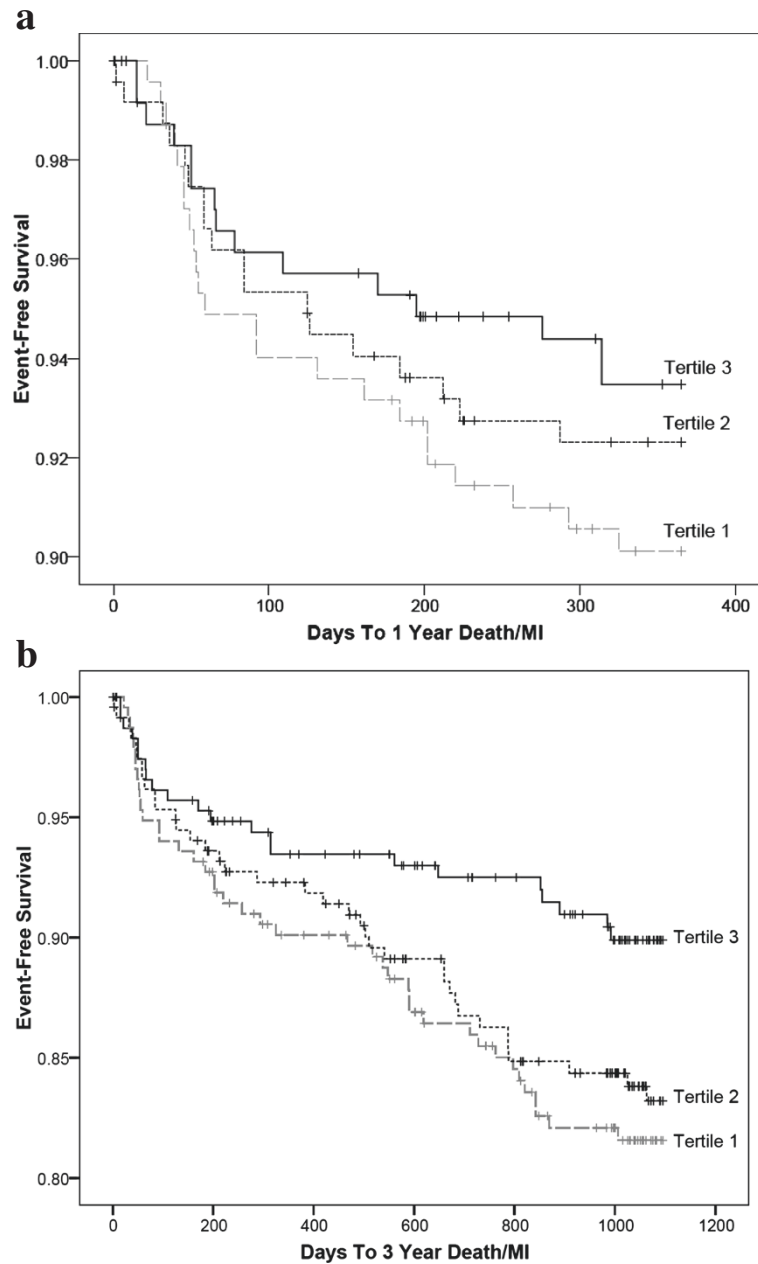 a
1.00
0.98
0.96
0.94
0.92
0.90
Event-Free Survival
Tertile 3
Tertile 2
Tertile 1
0 100 200 300 400
Days To 1 Year Death/MI
b
1.00
0.95
0.90
0.85
0.80
Event-Free Survival
Tertile 3
Tertile 2
Tertile 1
0 200 400 600 800 1000 1200
Days To 3 Year Death/MI